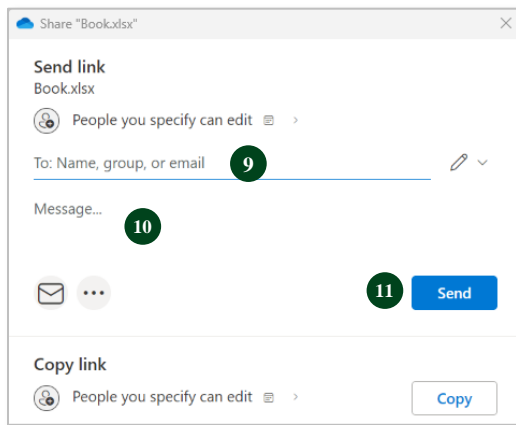 Share "Book.xlsx"
Send link
Book.xlsx
People you specify can edit
To: Name, group, or email 9
Message...
10
11 Send
Copy link
People you specify can edit
Copy